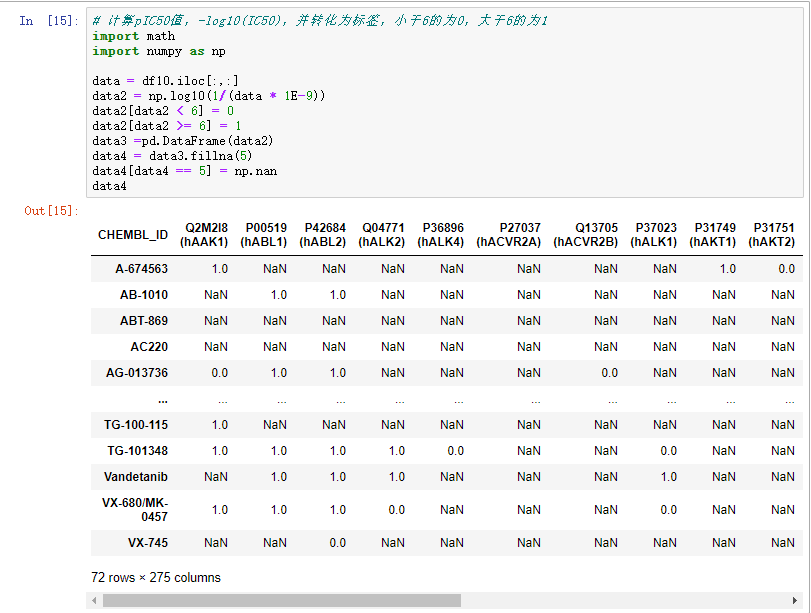 In [15]:
# 计算pIC50值，-log10(IC50)，并转化为标签，小于6的为0，大于6的为1
import math
import numpy as np
data = df10.iloc[:,:]
data2 = np.log10(1/(data * 1E-9))
data2[data2 < 6] = 0
data2[data2 >= 6] = 1
data3 =pd.DataFrame(data2)
data4 = data3.fillna(5)
data4[data4 == 5] = np.nan
data4
Out[15]:
CHEMBL_ID Q2M2I8 (hAAK1) P00519 (hABL1) P42684 (hABL2) Q04771 (hALK2) P36896 (hALK4) P27037 (hACVR2A) Q13705 (hACVR2B) P37023 (hALK1) P31749 (hAKT1) P31751 (hAKT2)
A-674563 1.0 NaN NaN NaN NaN NaN NaN NaN 1.0 0.0
AB-1010 NaN 1.0 1.0 NaN NaN NaN NaN NaN NaN NaN
ABT-869 NaN NaN NaN NaN NaN NaN NaN NaN NaN NaN
AC220 NaN NaN NaN NaN NaN NaN NaN NaN NaN NaN
AG-013736 0.0 1.0 1.0 NaN NaN NaN 0.0 NaN NaN NaN
... ... ... ... ... ... ... ... ... ... ...
TG-100-115 1.0 NaN NaN NaN NaN NaN NaN NaN NaN NaN
TG-101348 1.0 1.0 1.0 1.0 0.0 NaN NaN 0.0 NaN NaN
Vandetanib NaN 1.0 1.0 1.0 NaN NaN NaN 1.0 NaN NaN
VX-680/MK-0457 1.0 1.0 1.0 0.0 NaN NaN NaN 0.0 NaN NaN
VX-745 NaN NaN 0.0 NaN NaN NaN NaN NaN NaN NaN
72 rows × 275 columns